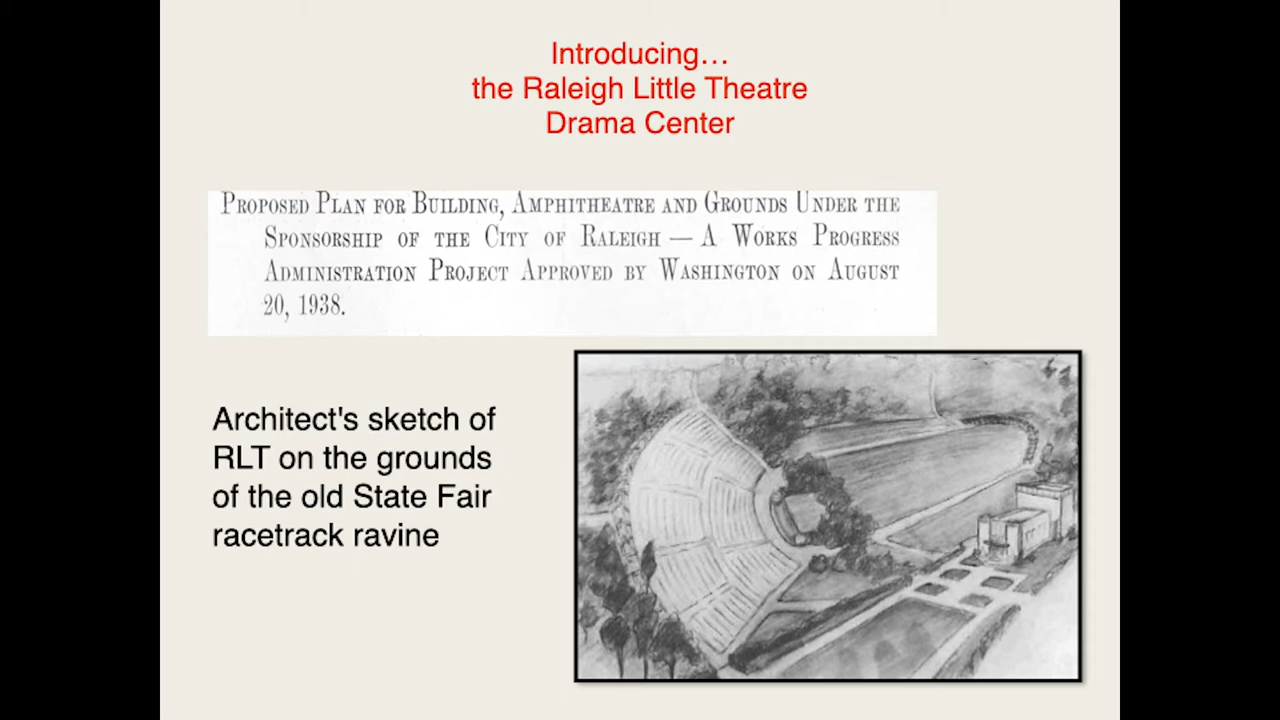 Introducing…
the Raleigh Little Theatre
Drama Center
Proposed Plan for Building, Amphitheatre and Grounds Under the
Sponsorship of the City of Raleigh — A Works Progress
Administration Project Approved by Washington on August
20, 1938.
Architect's sketch of
RLT on the grounds
of the old State Fair
racetrack ravine